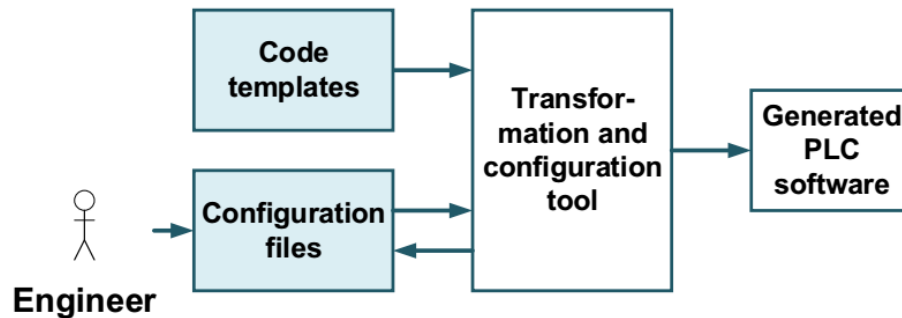 Code
templates
Transfor-
mation and
configuration
tool
Generated
PLC
software
Configuration
files
Engineer